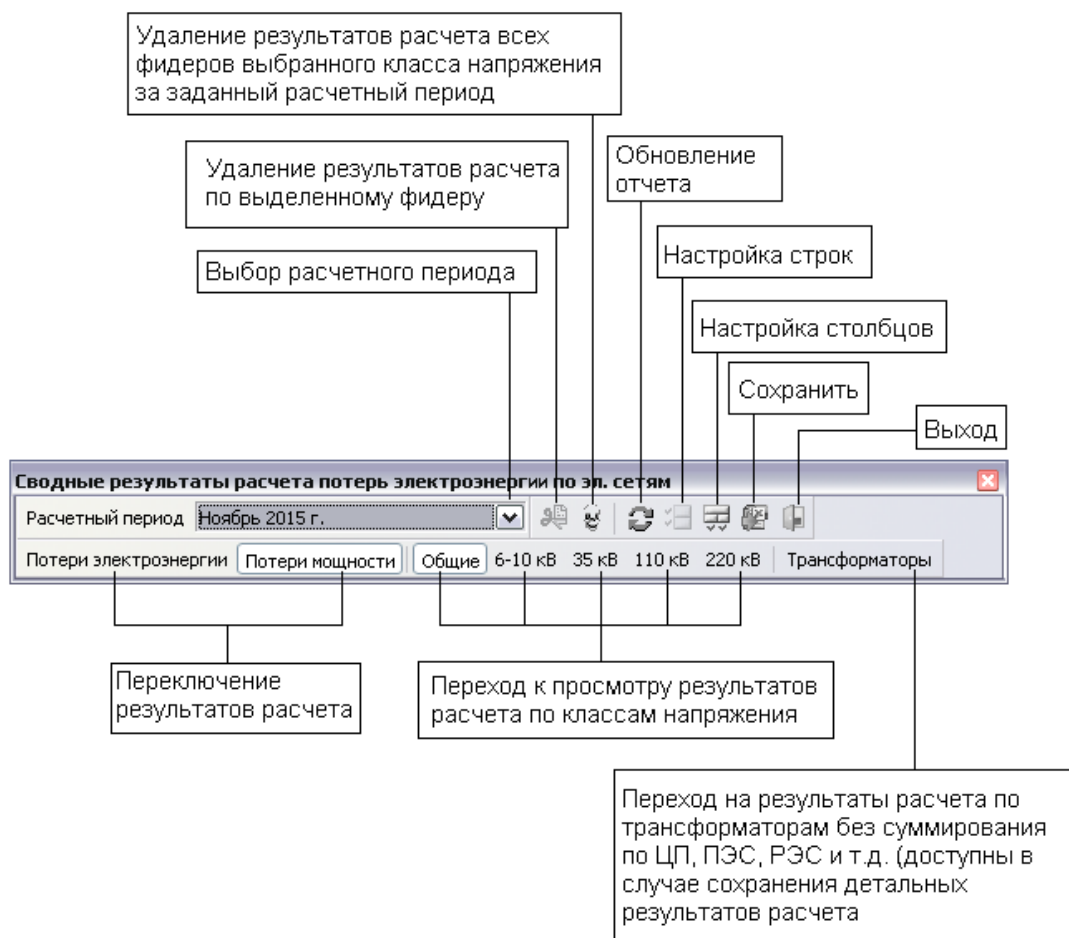 Удаление результатов расчета всех
фидеров выбранного класса напряжения
за заданный расчетный период
Удаление результатов расчета
по выделенному фидеру
Обновление
отчета
Выбор расчетного периода
Настройка строк
Настройка столбцов
Сохранить
Выход
Сводные результаты расчета потерь электроэнергии по эл. сетям
Расчетный период Ноябрь 2015 г.
Потери электроэнергии Потери мощности Общие 6-10 кВ 35 кВ 110 кВ 220 кВ Трансформаторы
Переключение
результатов расчета
Переход к просмотру результатов
расчета по классам напряжения
Переход на результаты расчета по
трансформаторам без суммирования
по ЦП, ПЭС, РЭС и т.д. (доступны в
случае сохранения детальных
результатов расчета